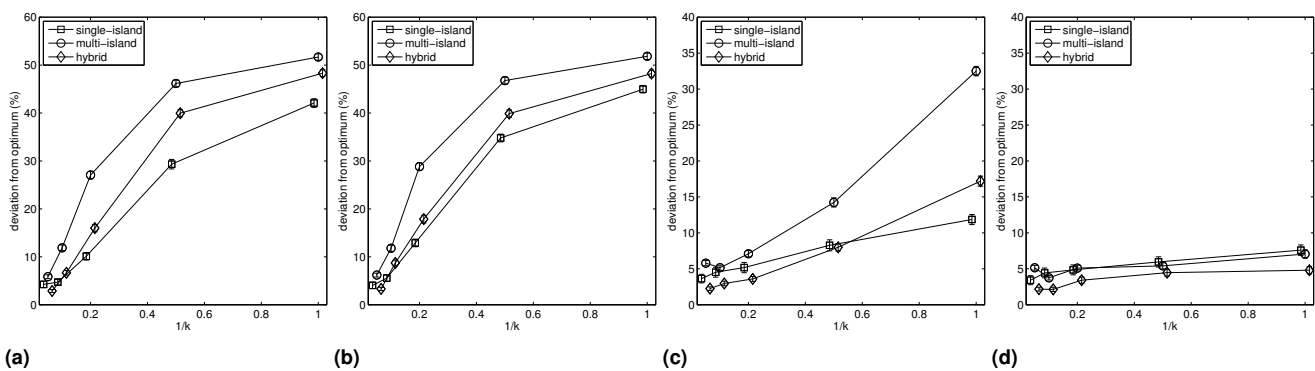 60
50
40
30
20
10
0
deviation from optimum (%)
single−island
multi−island
hybrid
0.2 0.4 0.6 0.8 1
1/k
(a)
60
50
40
30
20
10
0
deviation from optimum (%)
single−island
multi−island
hybrid
0.2 0.4 0.6 0.8 1
1/k
(b)
40
35
30
25
20
15
10
5
0
deviation from optimum (%)
single−island
multi−island
hybrid
0.2 0.4 0.6 0.8 1
1/k
(c)
40
35
30
25
20
15
10
5
0
deviation from optimum (%)
single−island
multi−island
hybrid
0.2 0.4 0.6 0.8 1
1/k
(d)